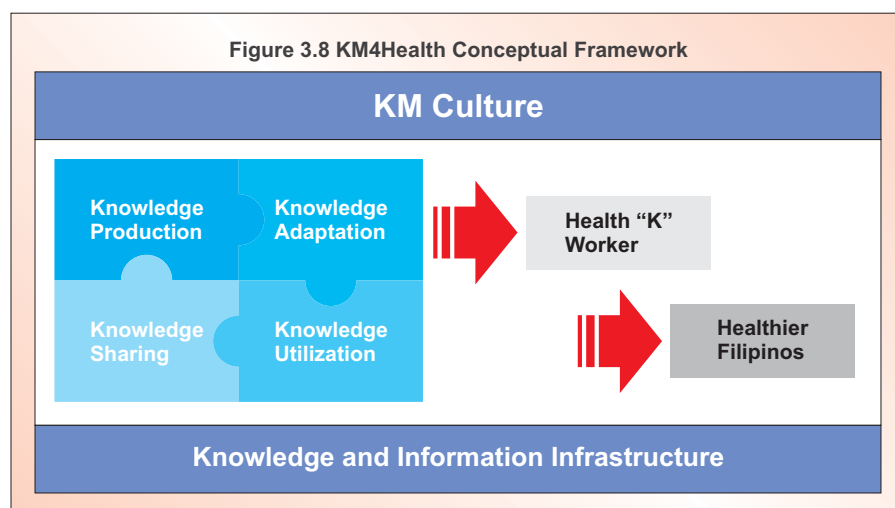 Figure 3.8 KM4Health Conceptual Framework
KM Culture
Knowledge
Production
Knowledge
Adaptation
Knowledge
Sharing
Knowledge
Utilization
Health “K”
Worker
Healthier
Filipinos
Knowledge and Information Infrastructure